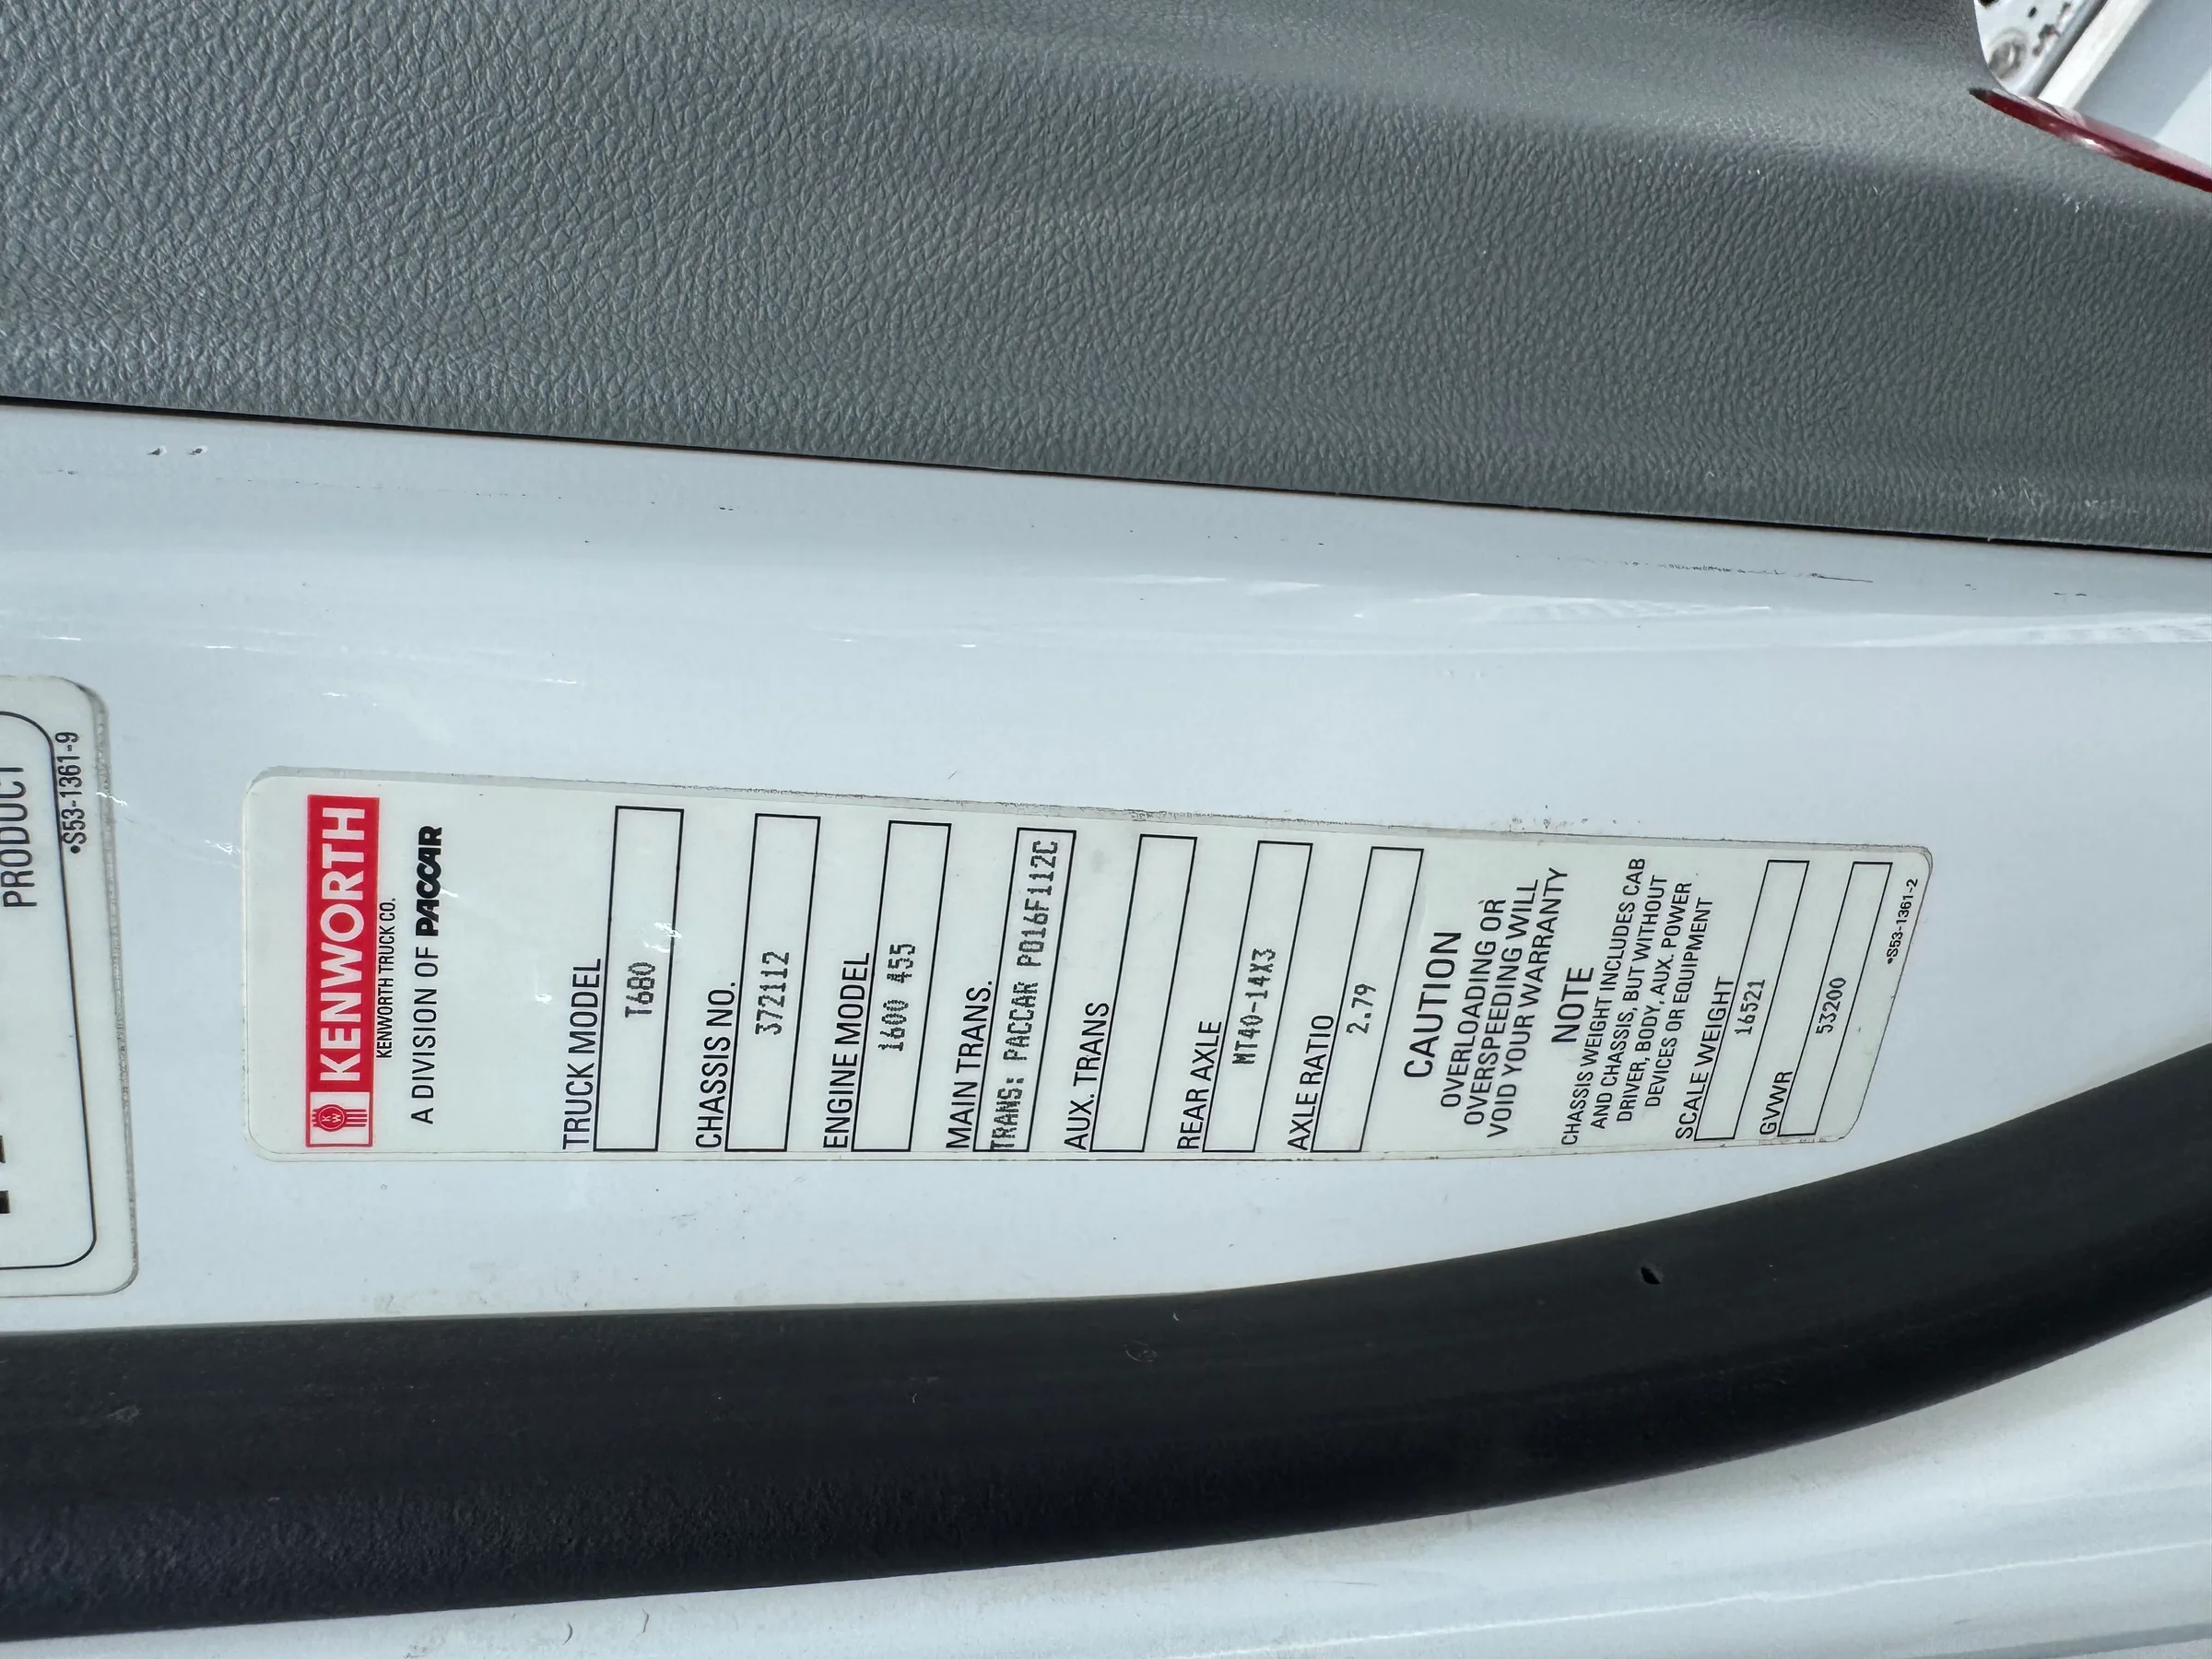 PRODUCT
•S53-1361-9
KENWORTH
KENWORTH TRUCK CO.
A DIVISION OF PACCAR
TRUCK MODEL
T680
CHASSIS NO.
372112
ENGINE MODEL
1600 455
MAIN TRANS.
TRANS: PACCAR PO16F112C
AUX. TRANS
REAR AXLE
MT40-14X3
AXLE RATIO
2.79
CAUTION
OVERLOADING OR
OVERSPEEDING WILL
VOID YOUR WARRANTY
NOTE
CHASSIS WEIGHT INCLUDES CAB
AND CHASSIS, BUT WITHOUT
DRIVER, BODY, AUX. POWER
DEVICES OR EQUIPMENT
SCALE WEIGHT
16521
GVWR
53200
•S53-1361-2